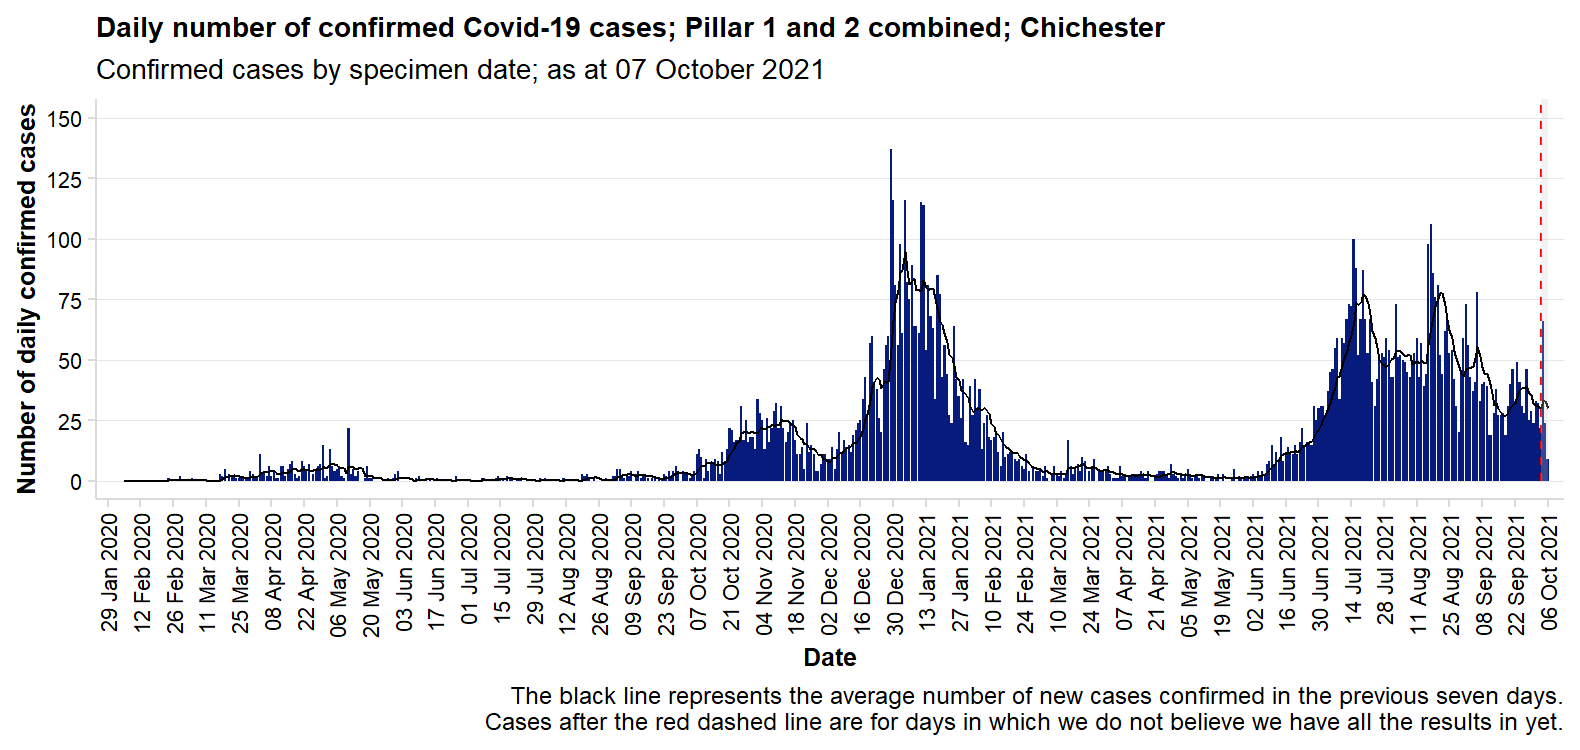 Daily number of confirmed Covid-19 cases; Pillar 1 and 2 combined; Chichester
Confirmed cases by specimen date; as at 07 October 2021
Number of daily confirmed cases
150
125
100
75
50
25
0
29 Jan 2020
12 Feb 2020
26 Feb 2020
11 Mar 2020
25 Mar 2020
08 Apr 2020
22 Apr 2020
06 May 2020
20 May 2020
03 Jun 2020
17 Jun 2020
01 Jul 2020
15 Jul 2020
29 Jul 2020
12 Aug 2020
26 Aug 2020
09 Sep 2020
23 Sep 2020
07 Oct 2020
21 Oct 2020
04 Nov 2020
18 Nov 2020
02 Dec 2020
16 Dec 2020
30 Dec 2020
13 Jan 2021
27 Jan 2021
10 Feb 2021
24 Feb 2021
10 Mar 2021
24 Mar 2021
07 Apr 2021
21 Apr 2021
05 May 2021
19 May 2021
02 Jun 2021
16 Jun 2021
30 Jun 2021
14 Jul 2021
28 Jul 2021
11 Aug 2021
25 Aug 2021
08 Sep 2021
22 Sep 2021
06 Oct 2021
Date
The black line represents the average number of new cases confirmed in the previous seven days.
Cases after the red dashed line are for days in which we do not believe we have all the results in yet.